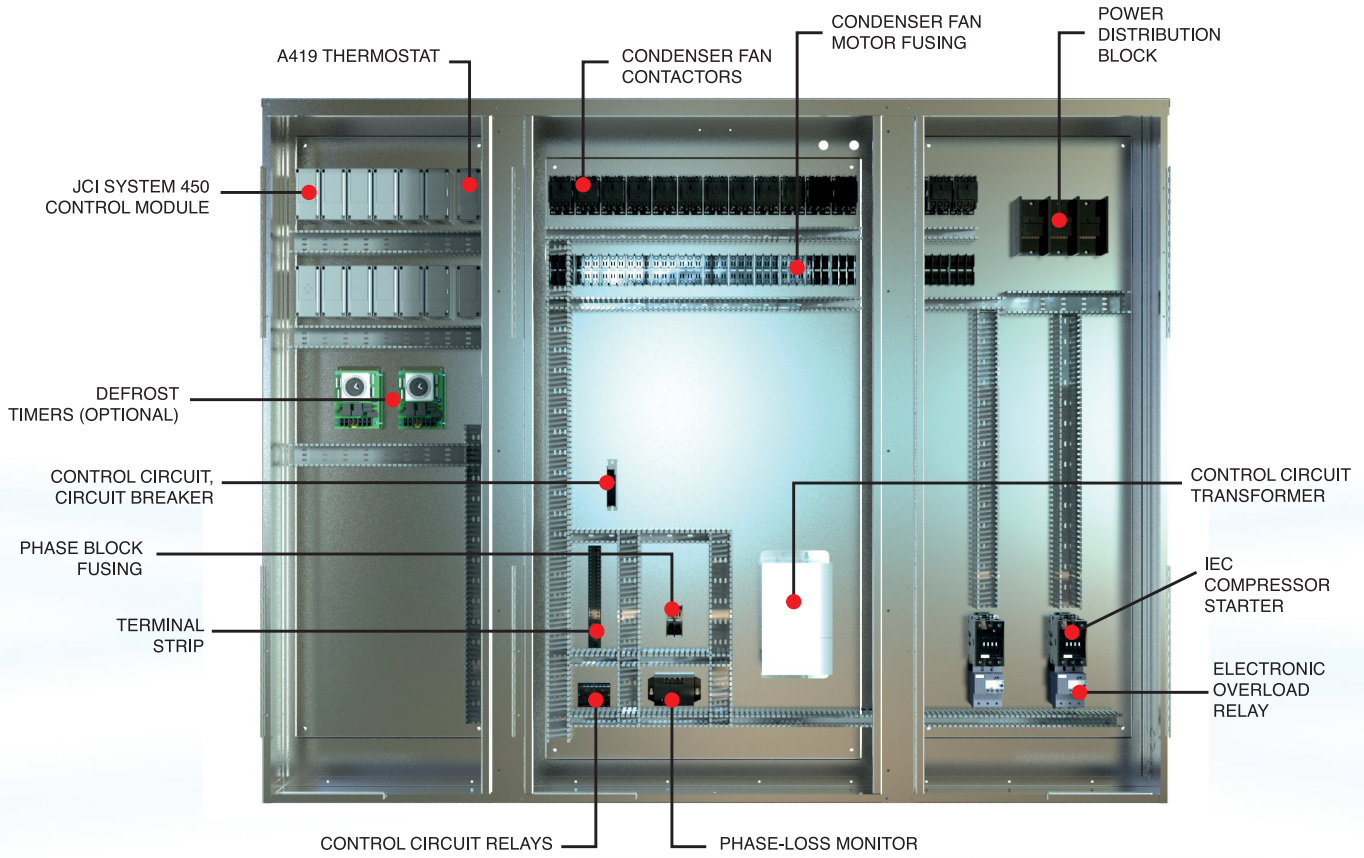 CONDENSER FAN
MOTOR FUSING
POWER
DISTRIBUTION
BLOCK
A419 THERMOSTAT
CONDENSER FAN
CONTACTORS
JCI SYSTEM 450
CONTROL MODULE
DEFROST
TIMERS (OPTIONAL)
CONTROL CIRCUIT,
CIRCUIT BREAKER
CONTROL CIRCUIT
TRANSFORMER
PHASE BLOCK
FUSING
IEC
COMPRESSOR
STARTER
TERMINAL
STRIP
ELECTRONIC
OVERLOAD
RELAY
CONTROL CIRCUIT RELAYS
PHASE-LOSS MONITOR